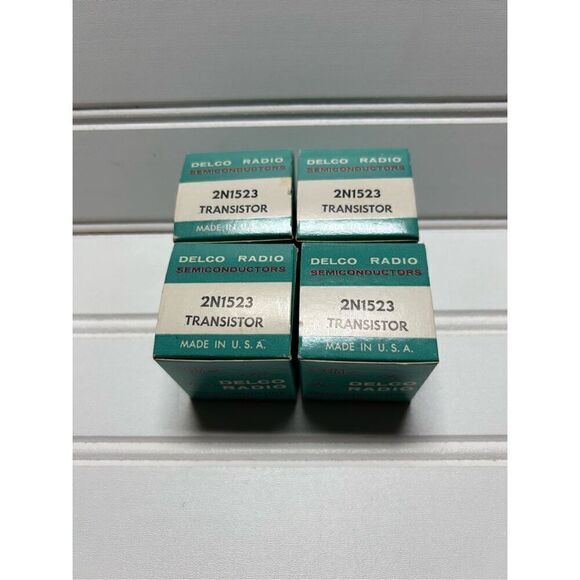 DELCO RADIO
SEMICONDUCTORS
2N1523
TRANSISTOR
MADE IN U.S.A.
DELCO RADIO
SEMICONDUCTORS
2N1523
TRANSISTOR
MADE IN U.S.A.
DELCO RADIO
SEMICONDUCTORS
2N1523
TRANSISTOR
MADE IN U.S.A.
DELCO
RADIO
DELCO RADIO
SEMICONDUCTORS
2N1523
TRANSISTOR
MADE IN U.S.A.
DELCO
RADIO